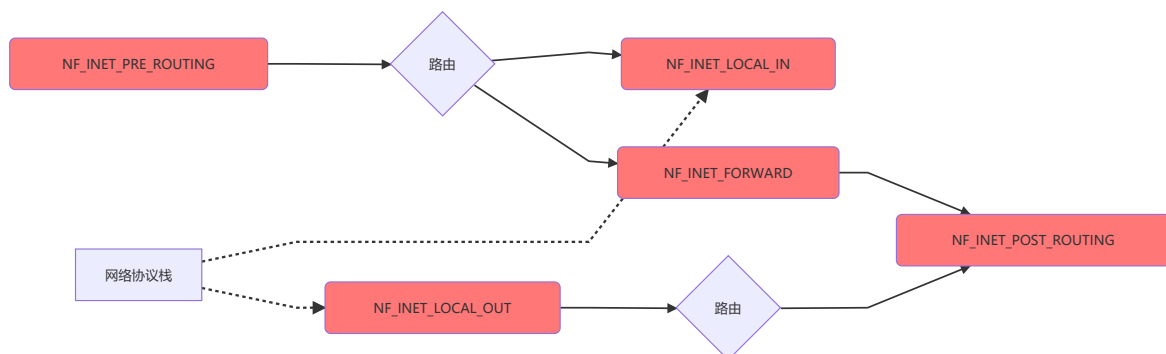 NF_INET_PRE_ROUTING
路由
NF_INET_LOCAL_IN
NF_INET_FORWARD
NF_INET_POST_ROUTING
网络协议栈
NF_INET_LOCAL_OUT
路由